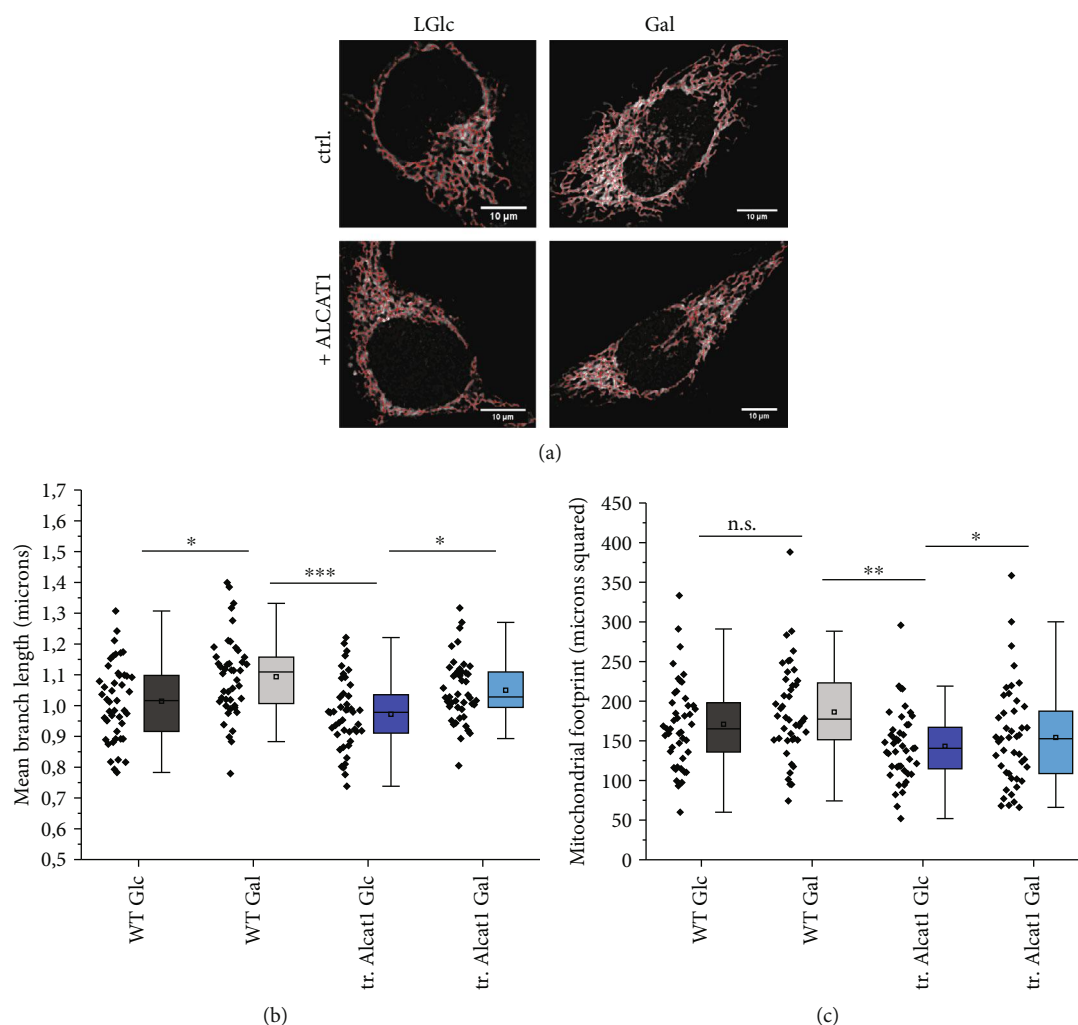 LGlc
Gal
ctrl.
10 µm
10 µm
+ ALCAT1
10 µm
10 µm
(a)
Mean branch length (microns)
1,7
1,6
1,5
1,4
1,3
1,2
1,1
1,0
0,9
0,8
0,7
0,6
0,5
*
***
*
WT Glc
WT Gal
tr. Alcat1 Glc
tr. Alcat1 Gal
(b)
Mitochondrial footprint (microns squared)
450
400
350
300
250
200
150
100
50
0
n.s.
**
*
WT Glc
WT Gal
tr. Alcat1 Glc
tr. Alcat1 Gal
(c)